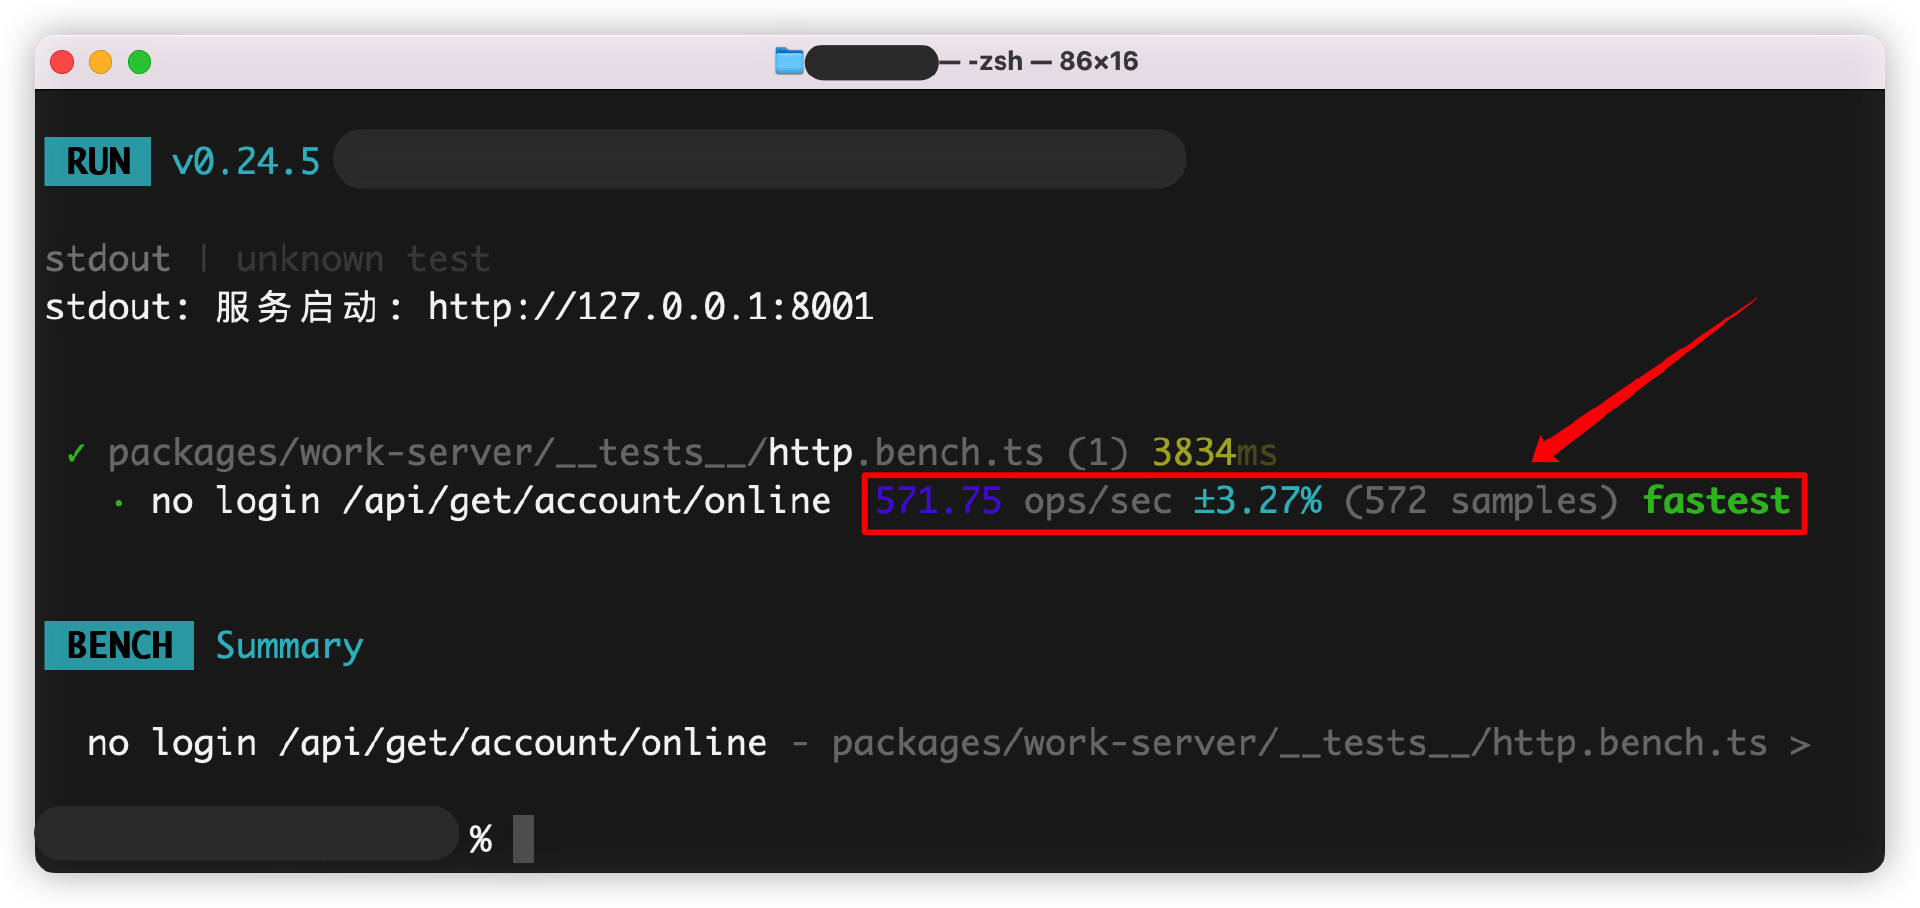 — -zsh — 86×16
RUN v0.24.5
stdout | unknown test
stdout: 服务启动: http://127.0.0.1:8001
✓ packages/work-server/__tests__/http.bench.ts (1) 3834ms
· no login /api/get/account/online 571.75 ops/sec ±3.27% (572 samples) fastest
BENCH Summary
no login /api/get/account/online - packages/work-server/__tests__/http.bench.ts >
%